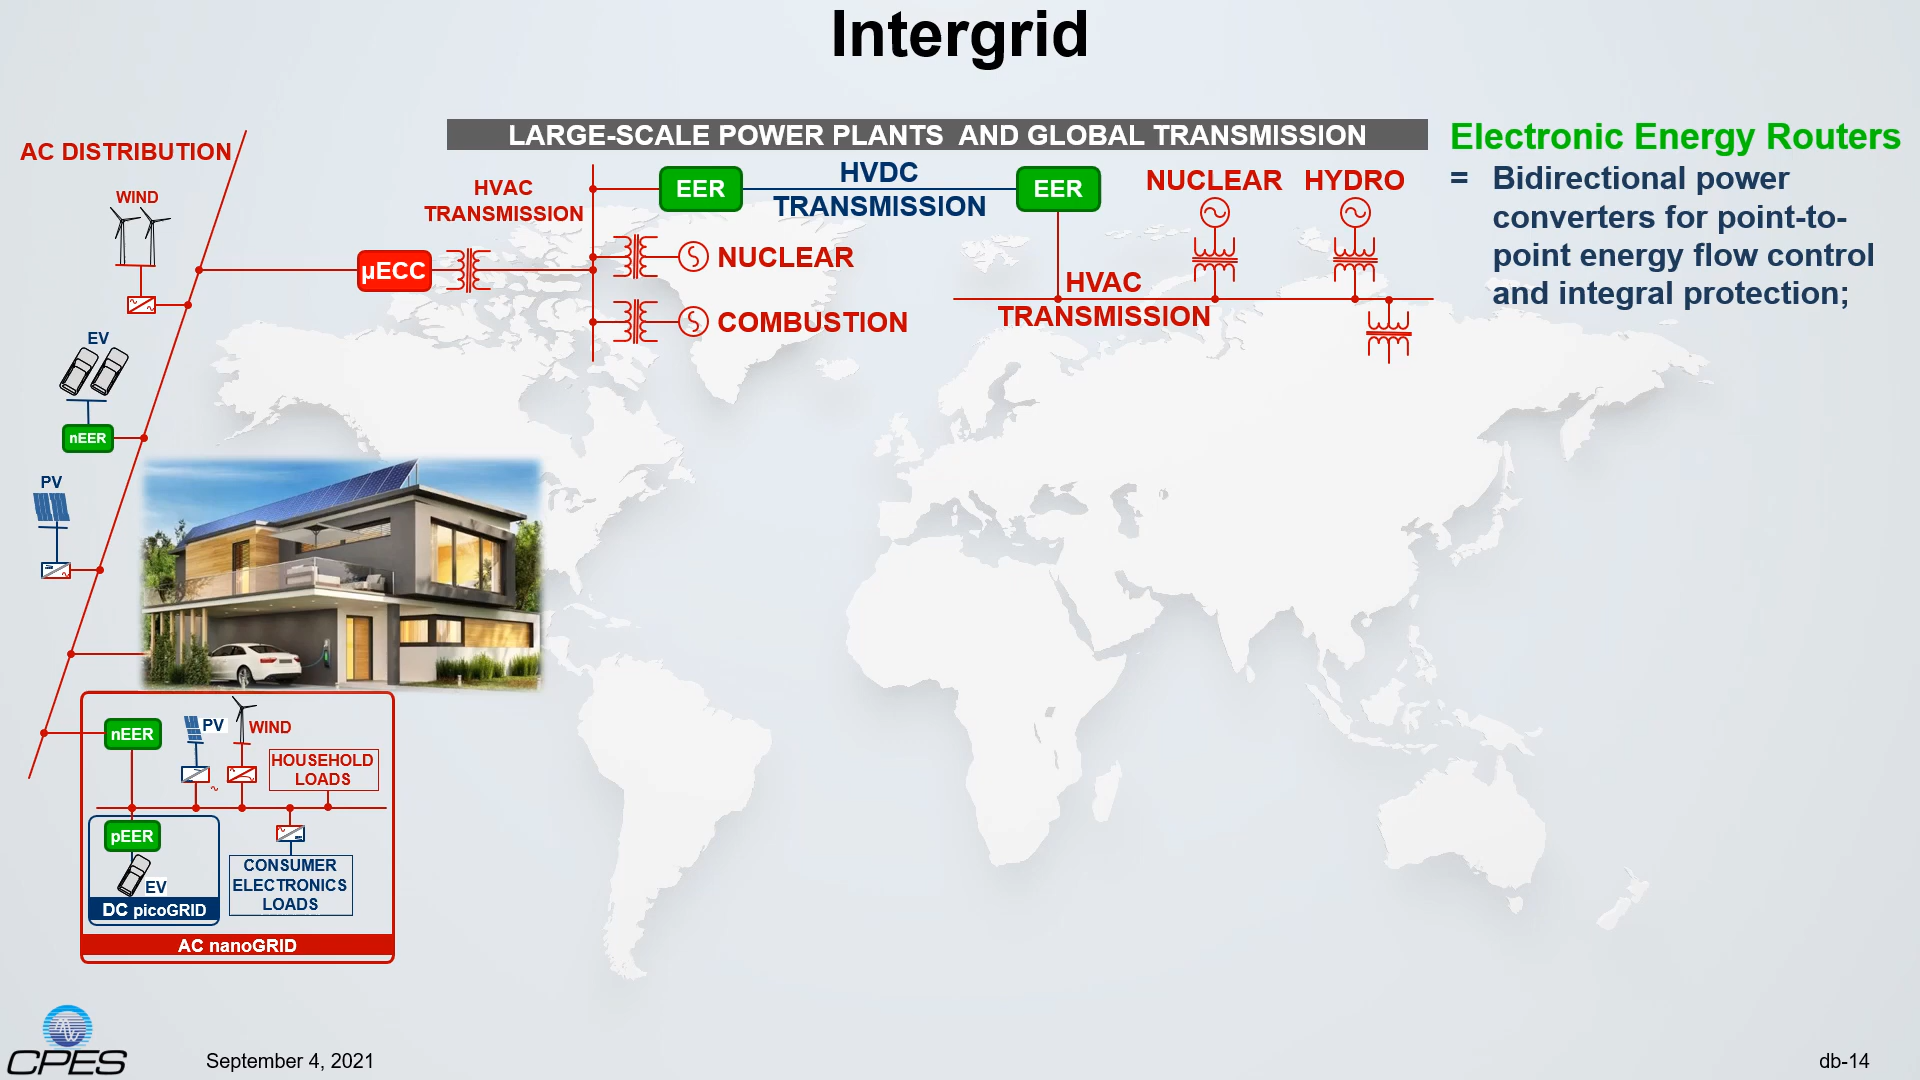 Intergrid
LARGE-SCALE POWER PLANTS AND GLOBAL TRANSMISSION
Electronic Energy Routers
= Bidirectional power
converters for point-to-
point energy flow control
and integral protection;
AC DISTRIBUTION
WIND
EV
nEER
PV
HVAC
TRANSMISSION
µECC
EER
HVDC
TRANSMISSION
EER
NUCLEAR
COMBUSTION
NUCLEAR
HYDRO
HVAC
TRANSMISSION
nEER
PV
WIND
HOUSEHOLD
LOADS
pEER
EV
DC picoGRID
CONSUMER
ELECTRONICS
LOADS
AC nanoGRID
CPES
September 4, 2021
db-14